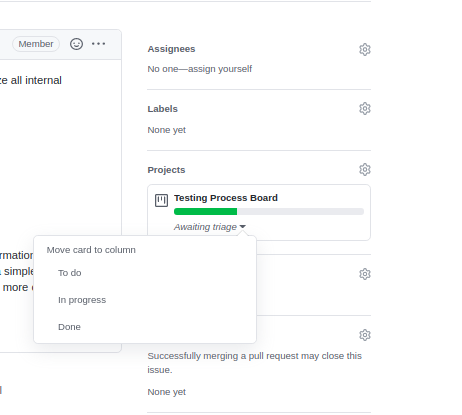 Member
ze all internal
rmation
a simple
more
Assignees
No one—assign yourself
Labels
None yet
Projects
Testing Process Board
Awaiting triage
Move card to column
To do
In progress
Done
Successfully merging a pull request may close this
issue.
None yet